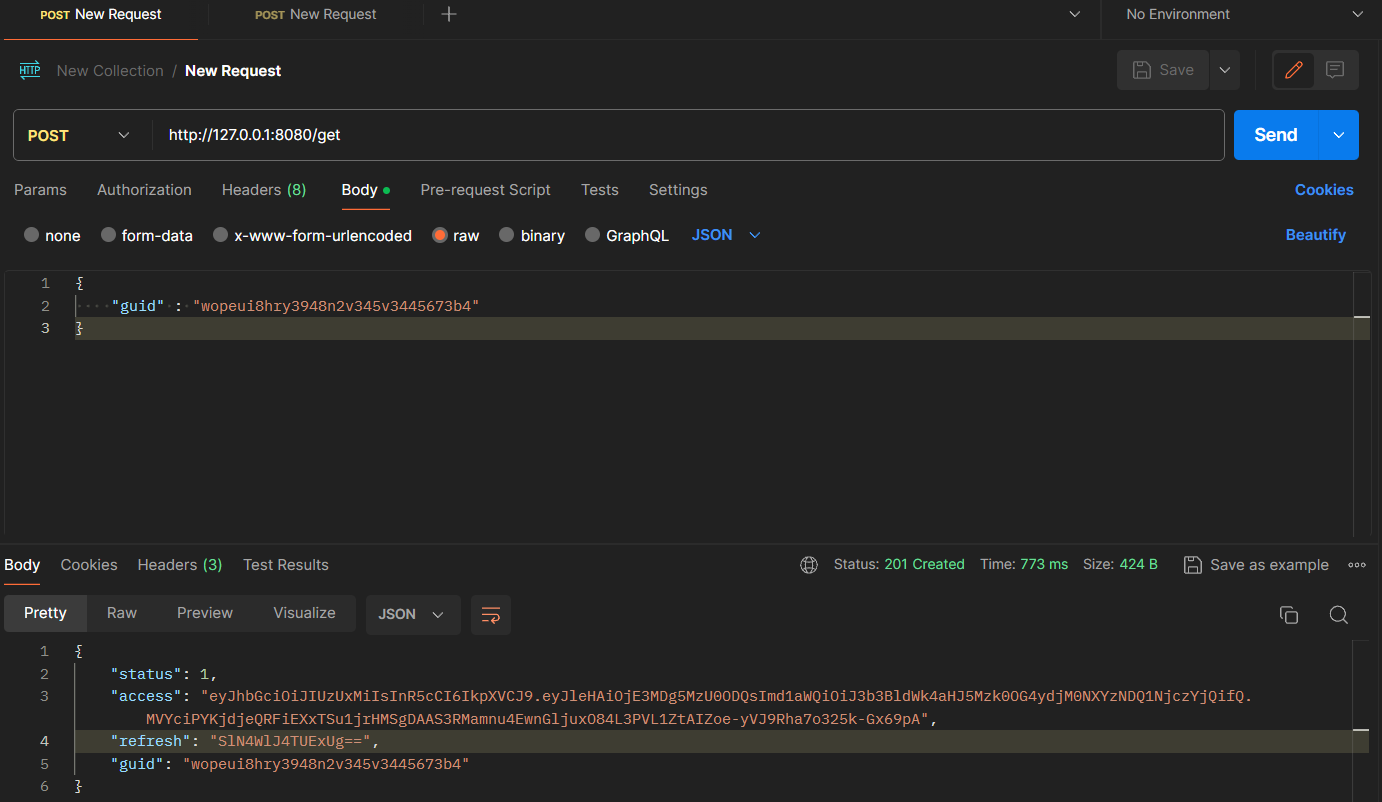 POST New Request POST New Request No Environment
HTTP New Collection / New Request Save
POST http://127.0.0.1:8080/get Send
Params Authorization Headers (8) Body Pre-request Script Tests Settings Cookies
none form-data x-www-form-urlencoded raw binary GraphQL JSON Beautify
1 {
2 "guid" : "wopeui8hry3948n2v345v3445673b4"
3 }
Body Cookies Headers (3) Test Results Status: 201 Created Time: 773 ms Size: 424 B Save as example
Pretty Raw Preview Visualize JSON
1 {
2 "status": 1,
3 "access": "eyJhbGciOiJIUzUxMiIsInR5cCI6IkpXVCJ9.eyJleHAiOjE3MDg5MzU0ODQsImd1aWQiOiJ3b3BldWk4aHJ5Mzk0OG4ydjM0NXYzNDQ1NjczYjQifQ.
MVYciPYKjdjeQRFiEXxTSu1jrHMSgDAAS3RMamnu4EwnGljuxO84L3PVL1ZtAIZoe-yVJ9Rha7o325k-Gx69pA",
4 "refresh": "SlN4WlJ4TUExUg==",
5 "guid": "wopeui8hry3948n2v345v3445673b4"
6 }